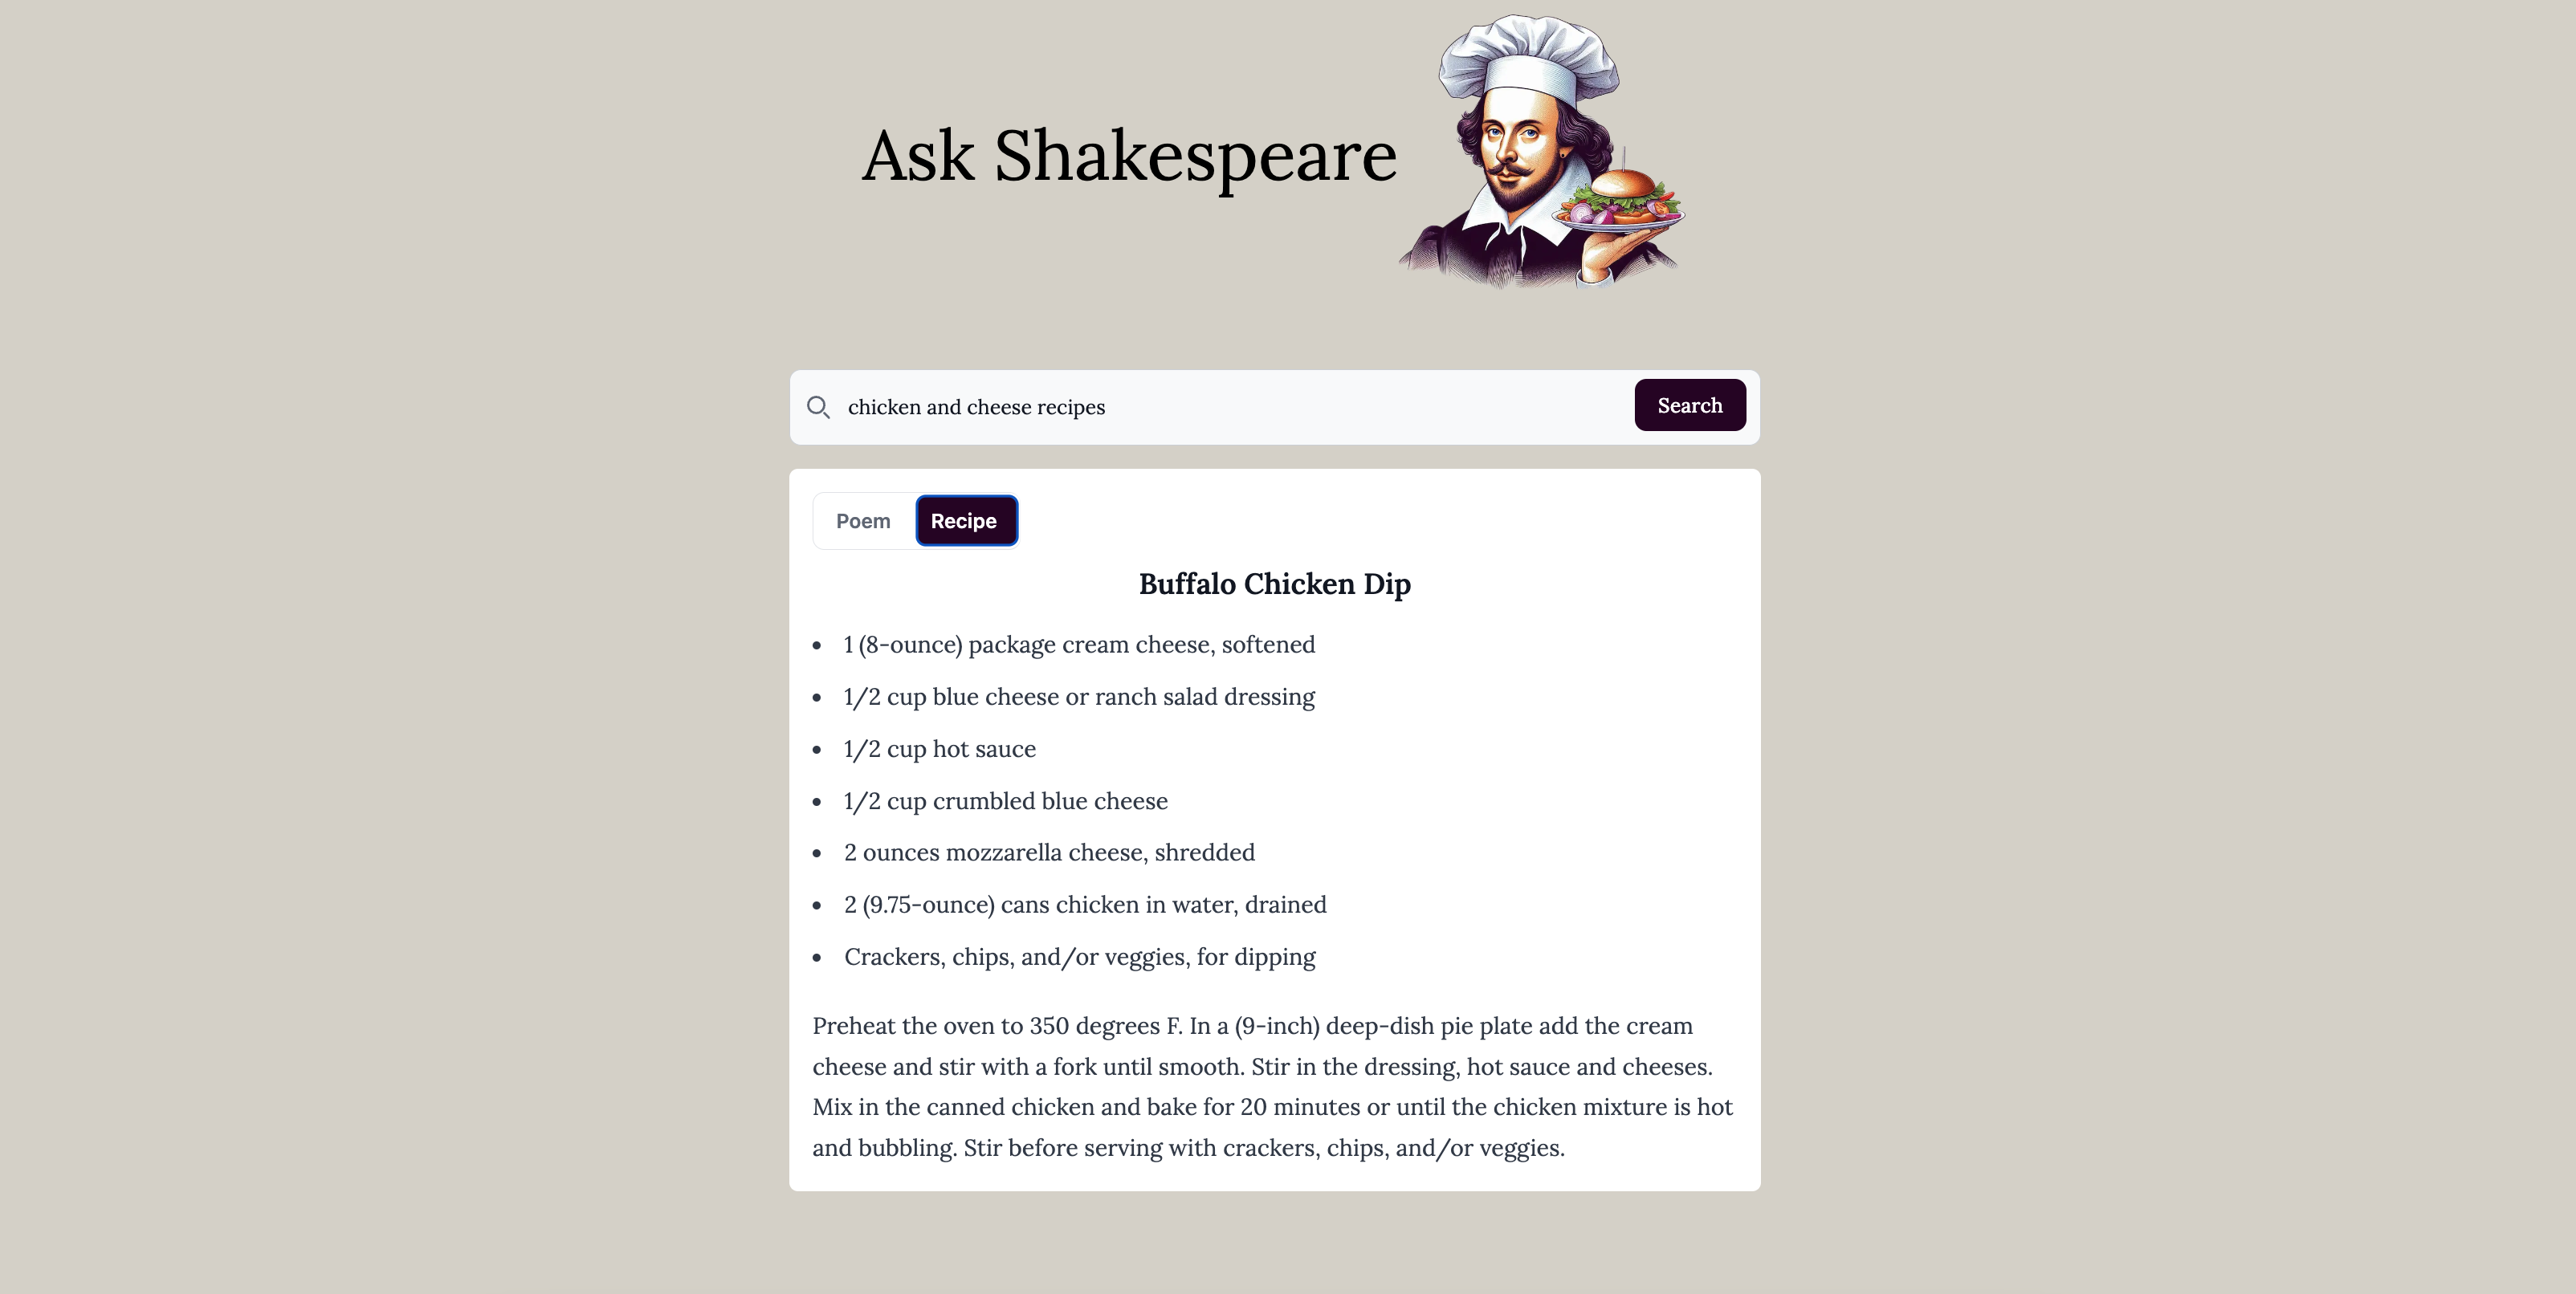 Ask Shakespeare
chicken and cheese recipes
Search
Poem
Recipe
Buffalo Chicken Dip
• 1 (8-ounce) package cream cheese, softened
• 1/2 cup blue cheese or ranch salad dressing
• 1/2 cup hot sauce
• 1/2 cup crumbled blue cheese
• 2 ounces mozzarella cheese, shredded
• 2 (9.75-ounce) cans chicken in water, drained
• Crackers, chips, and/or veggies, for dipping
Preheat the oven to 350 degrees F. In a (9-inch) deep-dish pie plate add the cream
cheese and stir with a fork until smooth. Stir in the dressing, hot sauce and cheeses.
Mix in the canned chicken and bake for 20 minutes or until the chicken mixture is hot
and bubbling. Stir before serving with crackers, chips, and/or veggies.